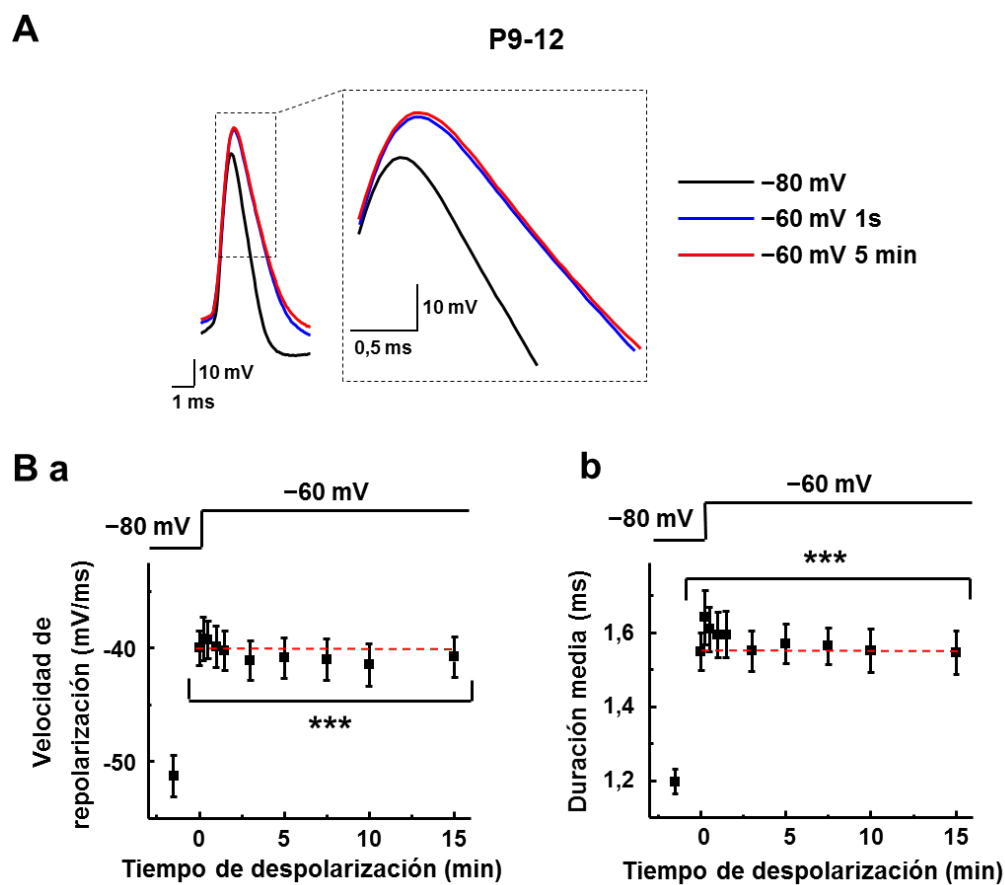 A
P9-12
−80 mV
−60 mV 1s
−60 mV 5 min
10 mV
0,5 ms
10 mV
1 ms
B a
−60 mV
−80 mV
Velocidad de
repolarización (mV/ms)
-40
-50
***
0
5
10
15
Tiempo de despolarización (min)
b
−60 mV
−80 mV
***
Duración media (ms)
1,6
1,4
1,2
0
5
10
15
Tiempo de despolarización (min)